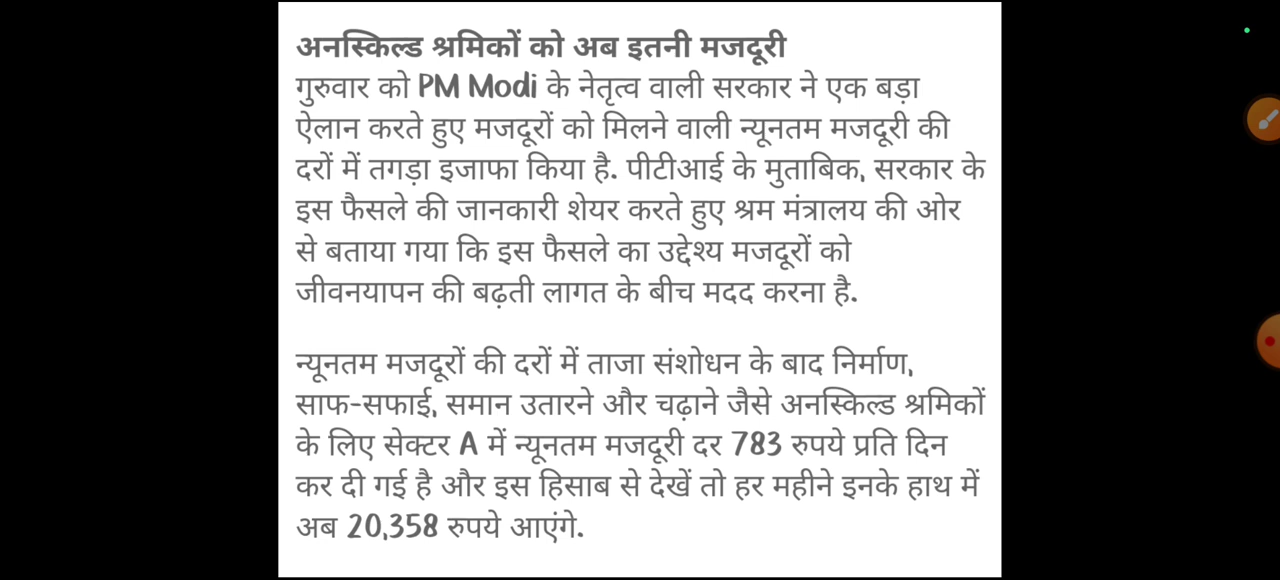 अनस्किल्ड श्रमिकों को अब इतनी मजदूरी
गुरुवार को PM Modi के नेतृत्व वाली सरकार ने एक बड़ा
ऐलान करते हुए मजदूरों को मिलने वाली न्यूनतम मजदूरी की
दरों में तगड़ा इजाफा किया है. पीटीआई के मुताबिक, सरकार के
इस फैसले की जानकारी शेयर करते हुए श्रम मंत्रालय की ओर
से बताया गया कि इस फैसले का उद्देश्य मजदूरों को
जीवनयापन की बढ़ती लागत के बीच मदद करना है.
न्यूनतम मजदूरों की दरों में ताजा संशोधन के बाद निर्माण,
साफ-सफाई, समान उतारने और चढ़ाने जैसे अनस्किल्ड श्रमिकों
के लिए सेक्टर A में न्यूनतम मजदूरी दर 783 रुपये प्रति दिन
कर दी गई है और इस हिसाब से देखें तो हर महीने इनके हाथ में
अब 20,358 रुपये आएंगे.